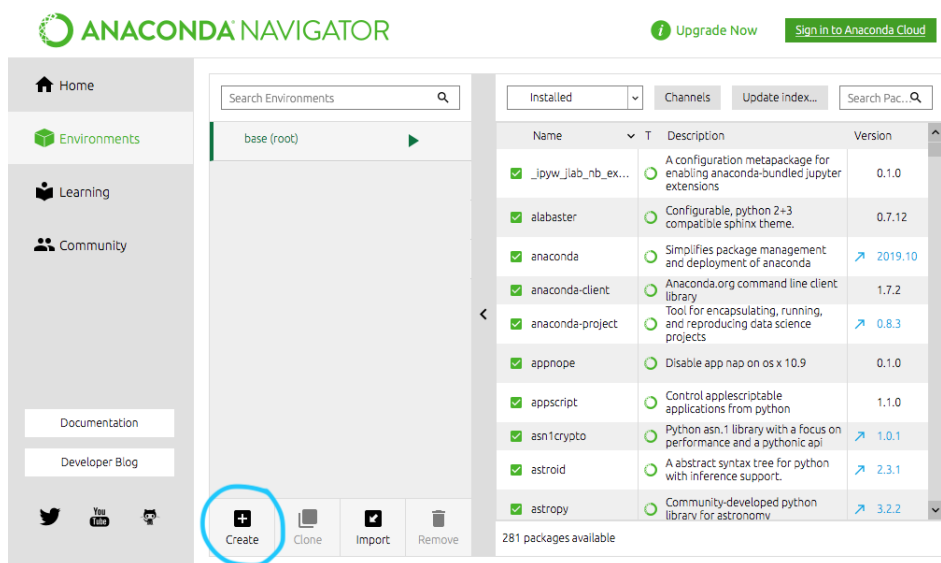 ANACONDA NAVIGATOR
i Upgrade Now
Sign in to Anaconda Cloud
Home
Environments
Learning
Community
Documentation
Developer Blog
You
Tube
Search Environments
base (root)
Create
Clone
Import
Remove
Installed
Channels
Update index...
Search Pac...
Name T Description Version
_ipyw_jlab_nb_ex...
A configuration metapackage for
enabling anaconda-bundled jupyter
extensions
0.1.0
alabaster
Configurable, python 2+3
compatible sphinx theme.
0.7.12
anaconda
Simplifies package management
and deployment of anaconda
2019.10
anaconda-client
Anaconda.org command line client
library
1.7.2
anaconda-project
Tool for encapsulating, running,
and reproducing data science
projects
0.8.3
appnope
Disable app nap on os x 10.9
0.1.0
appscript
Control applescriptable
applications from python
1.1.0
asn1crypto
Python asn.1 library with a focus on
performance and a pythonic api
1.0.1
astroid
A abstract syntax tree for python
with inference support.
2.3.1
astropy
Community-developed python
library for astronomy
3.2.2
281 packages available